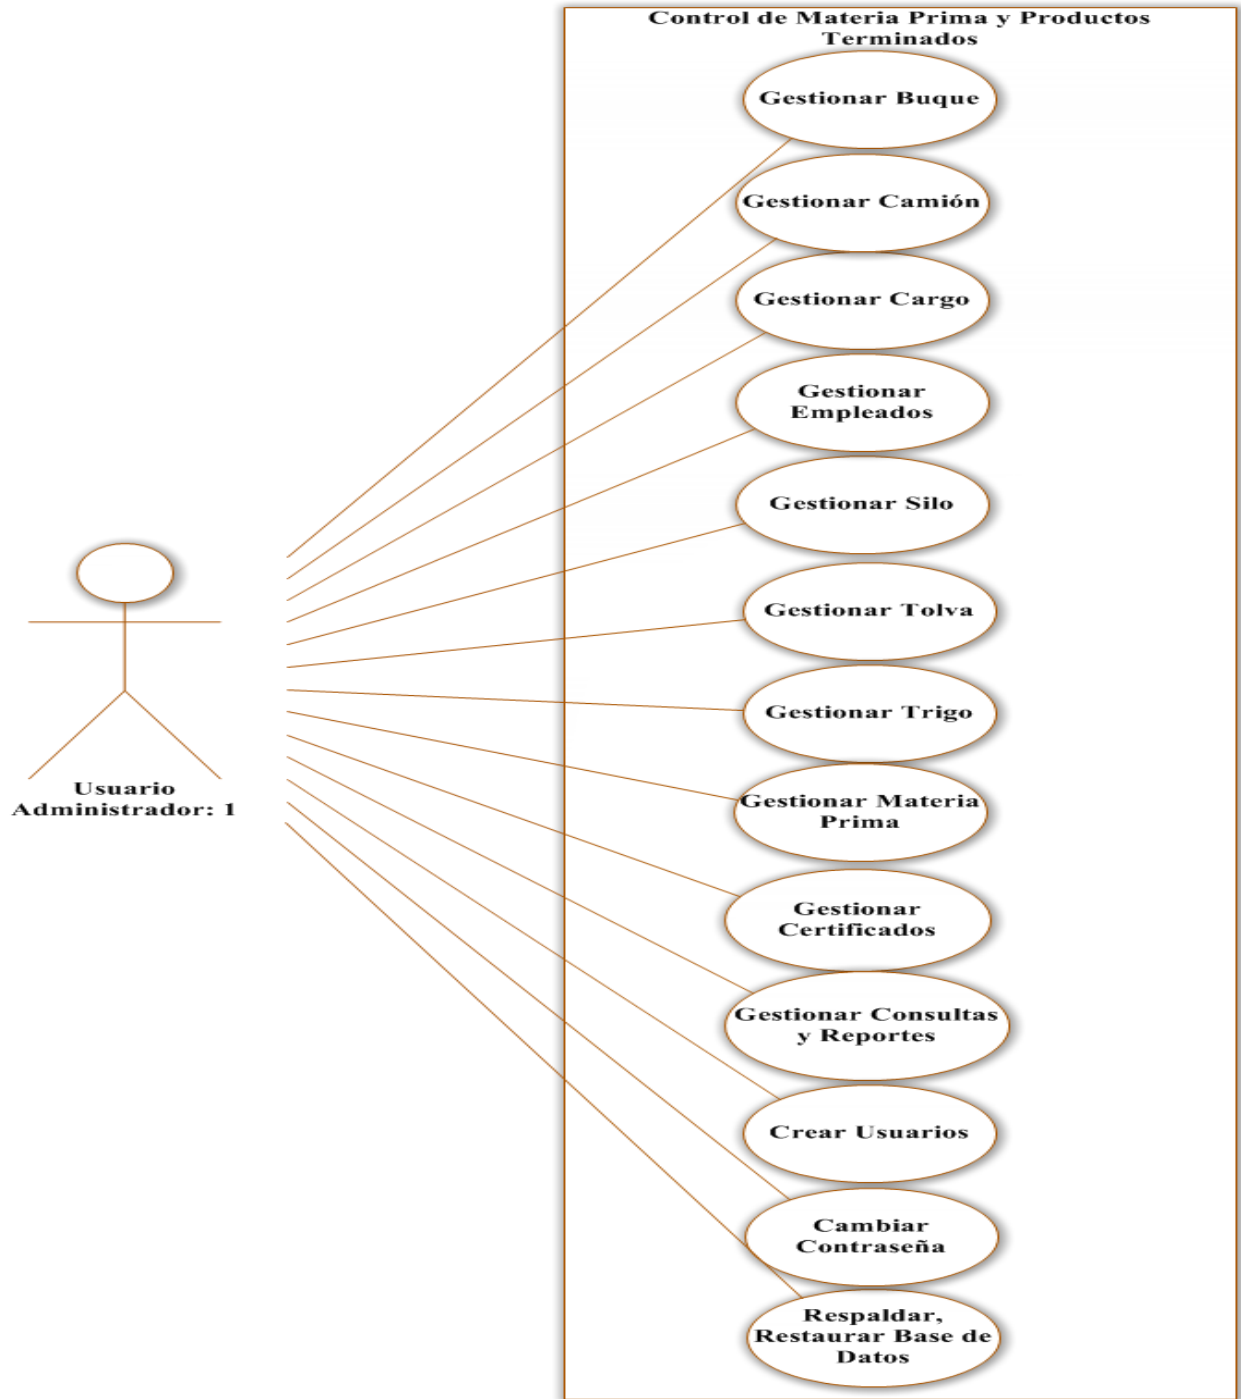 Control de Materia Prima y Productos
Terminados
Gestionar Buque
Gestionar Camión
Gestionar Cargo
Gestionar
Empleados
Gestionar Silo
Gestionar Tolva
Gestionar Trigo
Usuario
Administrador: 1
Gestionar Materia
Prima
Gestionar
Certificados
Gestionar Consultas
y Reportes
Crear Usuarios
Cambiar
Contraseña
Respaldar,
Restaurar Base de
Datos